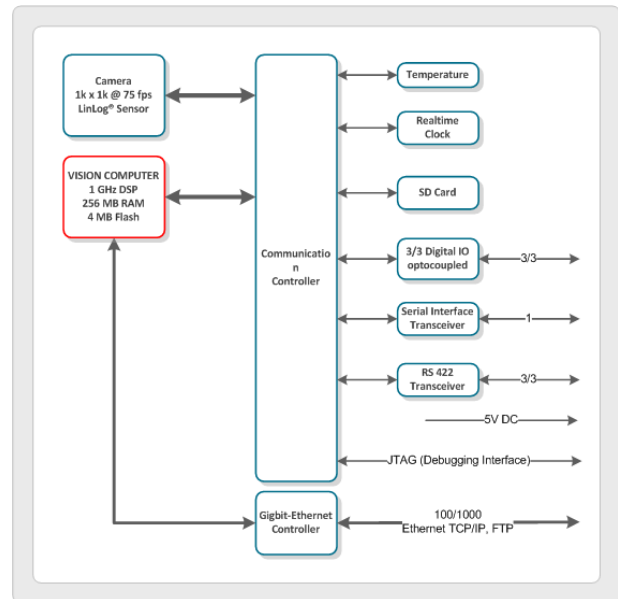 Camera
1k x 1k @ 75 fps
LinLog® Sensor
VISION COMPUTER
1 GHz DSP
256 MB RAM
4 MB Flash
Communicatio
n
Controller
Temperature
Realtime
Clock
SD Card
3/3 Digital IO
optocoupled
3/3
Serial Interface
Transceiver
1
RS 422
Transceiver
3/3
5V DC
JTAG (Debugging Interface)
Gigbit-Ethernet
Controller
100/1000
Ethernet TCP/IP, FTP